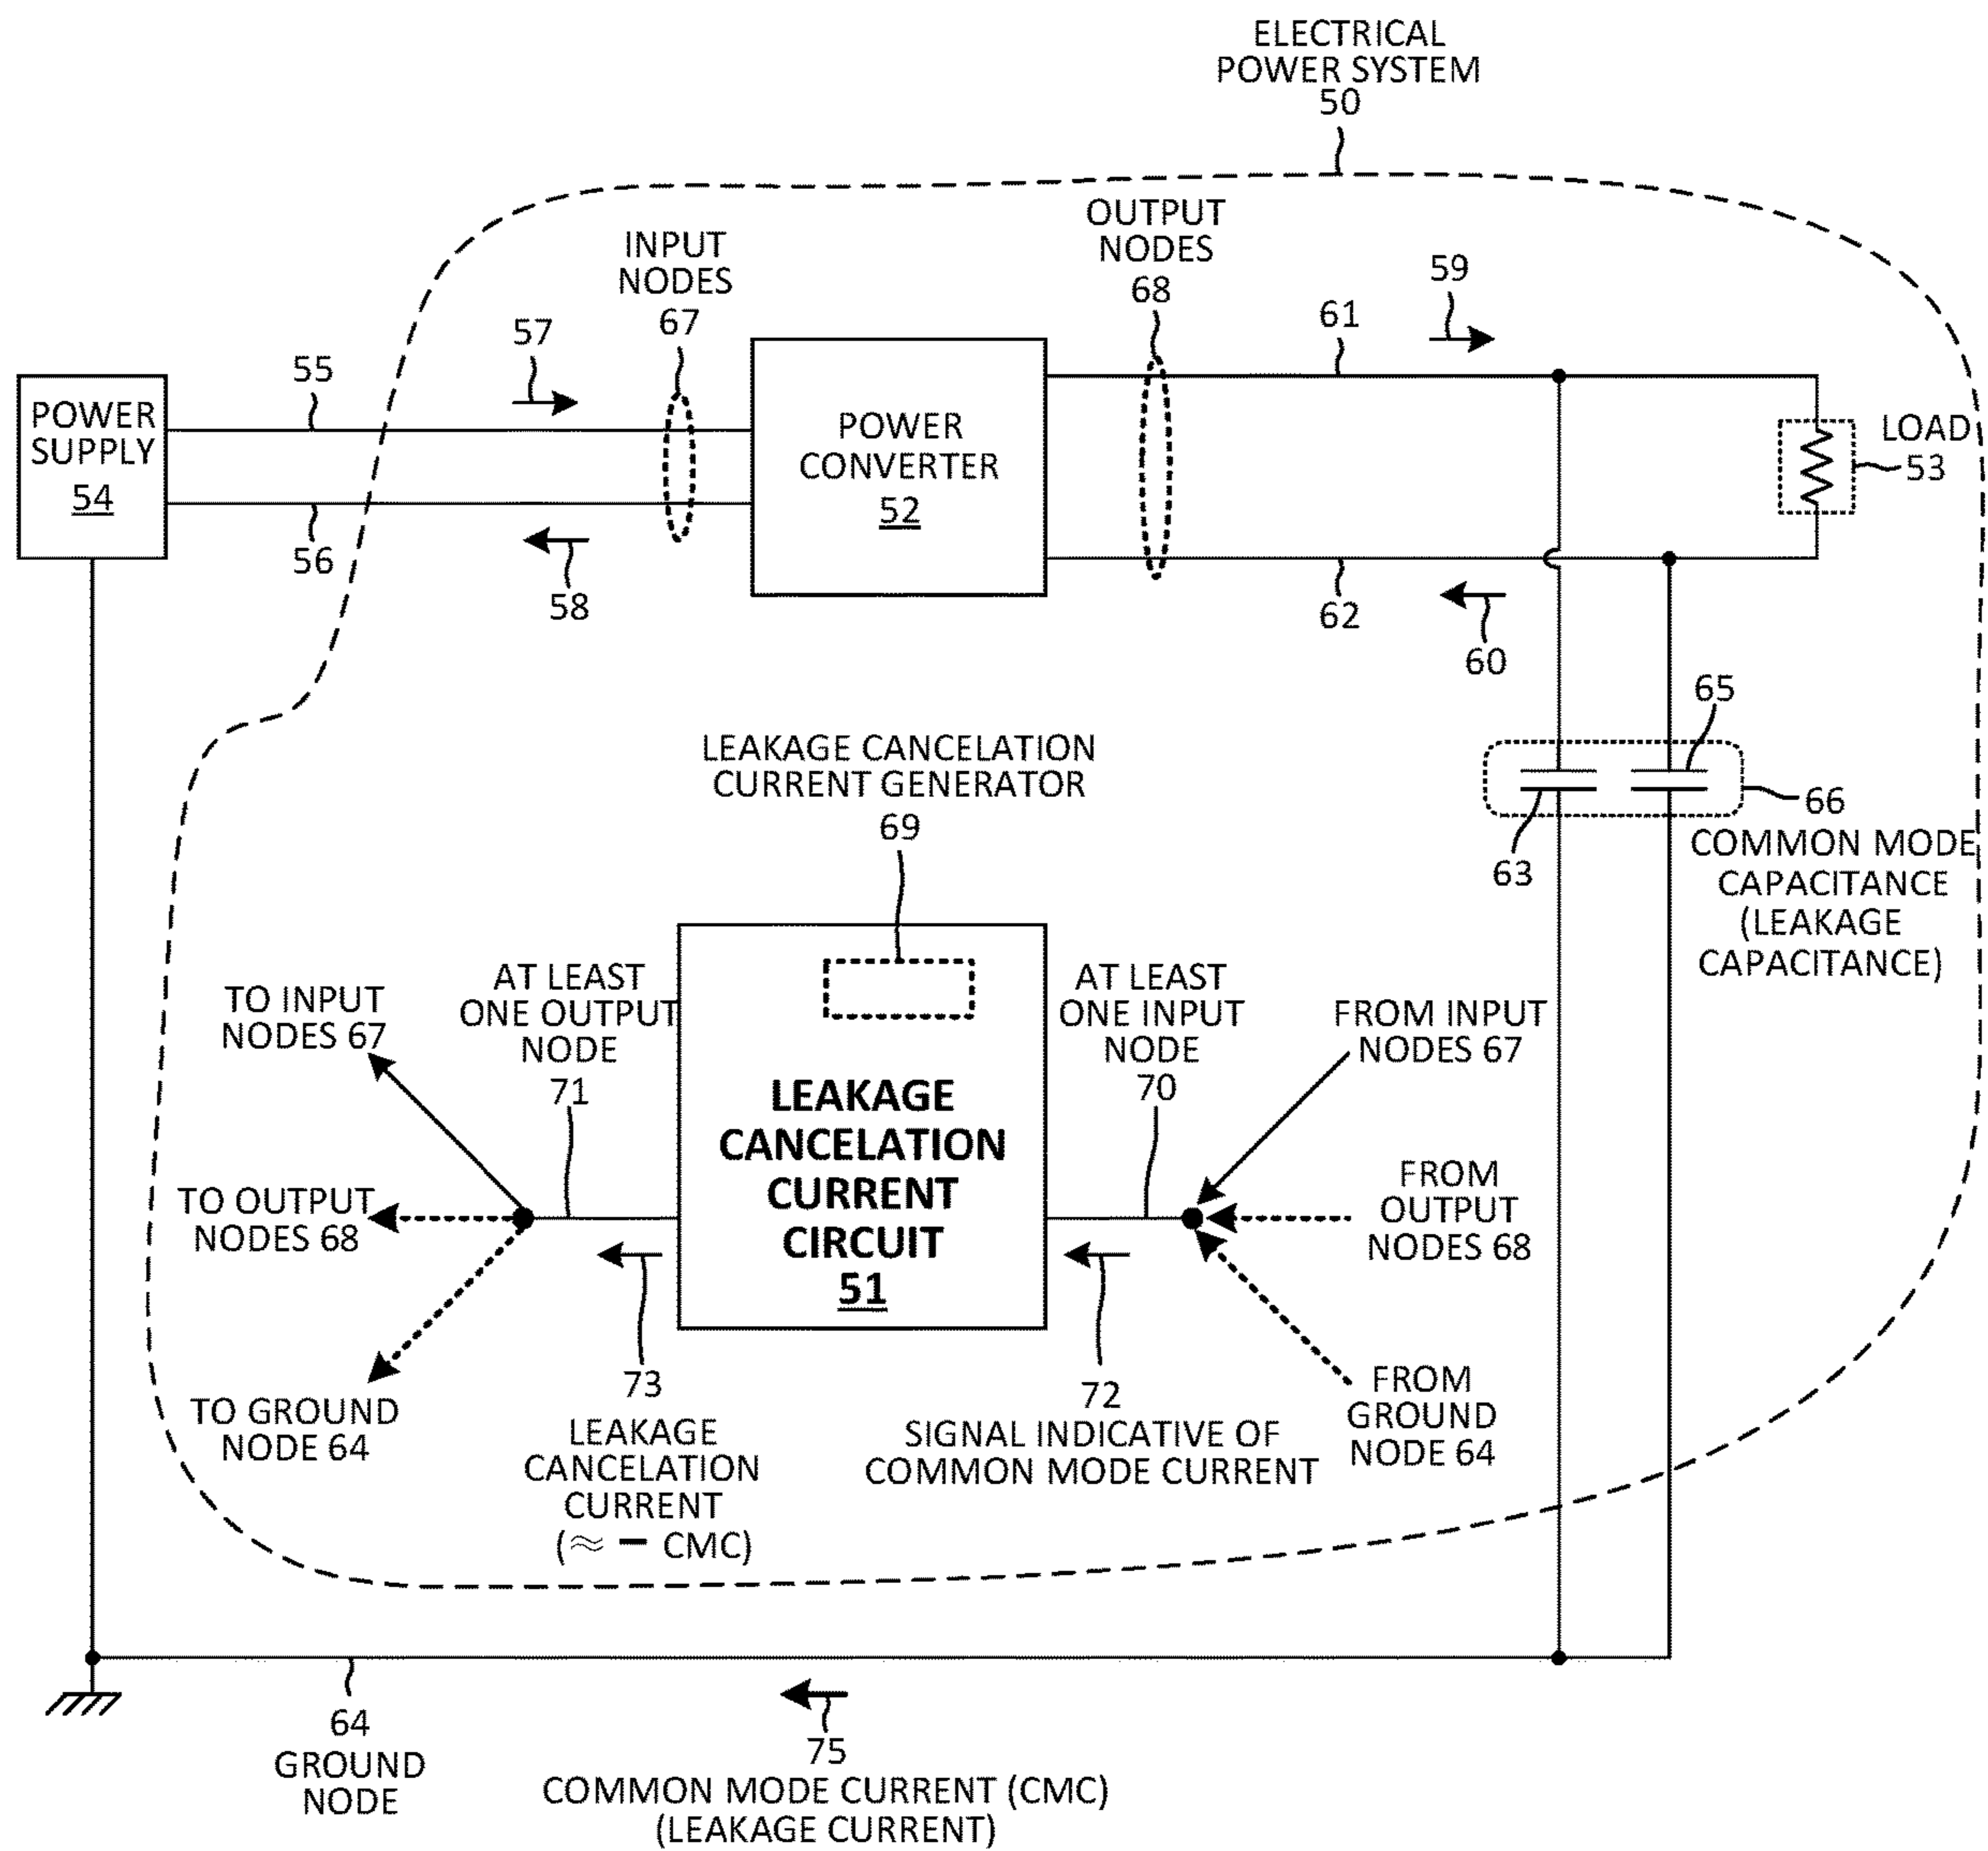 ELECTRICAL
POWER SYSTEM
50
OUTPUT
NODES
68
INPUT
NODES
67
59
61
57
55
POWER
SUPPLY
54
POWER
CONVERTER
52
LOAD
53
56
58
62
60
65
66
COMMON MODE
CAPACITANCE
(LEAKAGE
CAPACITANCE)
63
LEAKAGE CANCELATION
CURRENT GENERATOR
69
TO INPUT
NODES 67
AT LEAST
ONE OUTPUT
NODE
71
AT LEAST
ONE INPUT
NODE
70
FROM INPUT
NODES 67
LEAKAGE
CANCELATION
CURRENT
CIRCUIT
51
TO OUTPUT
NODES 68
FROM
OUTPUT
NODES 68
TO GROUND
NODE 64
73
LEAKAGE
CANCELATION
CURRENT
(≈ − CMC)
72
SIGNAL INDICATIVE OF
COMMON MODE CURRENT
FROM
GROUND
NODE 64
64
GROUND
NODE
75
COMMON MODE CURRENT (CMC)
(LEAKAGE CURRENT)